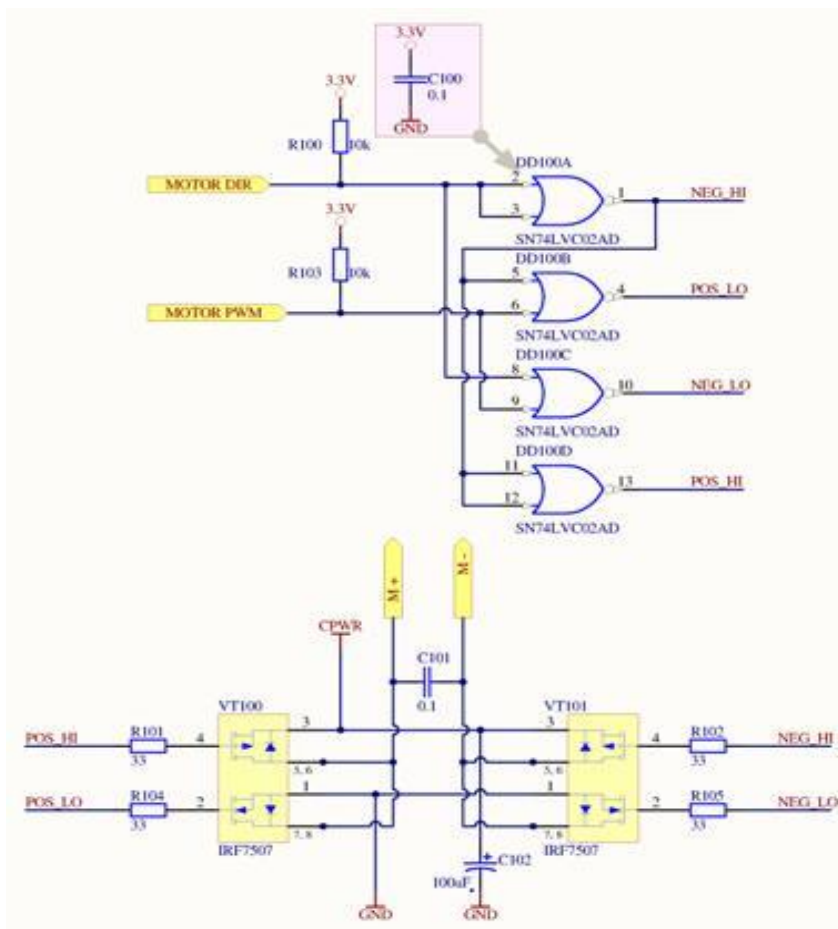 3.3V
C100
0.1
GND
3.3V
R100
10k
DD100A
MOTOR DIR
2
3
1
NEG_HI
SN74LVC02AD
3.3V
R103
10k
DD100B
5
6
4
POS_LO
MOTOR PWM
SN74LVC02AD
DD100C
8
9
10
NEG_LO
SN74LVC02AD
DD100D
11
12
13
POS_HI
SN74LVC02AD
M +
M -
CPWR
C101
0.1
VT100
VT101
POS_HI
R101
33
4
3
5, 6
POS_LO
R104
33
2
1
7, 8
IRF7507
3
4
R102
33
NEG_HI
5, 6
1
2
R105
33
NEG_LO
7, 8
IRF7507
C102
100uF
GND
GND